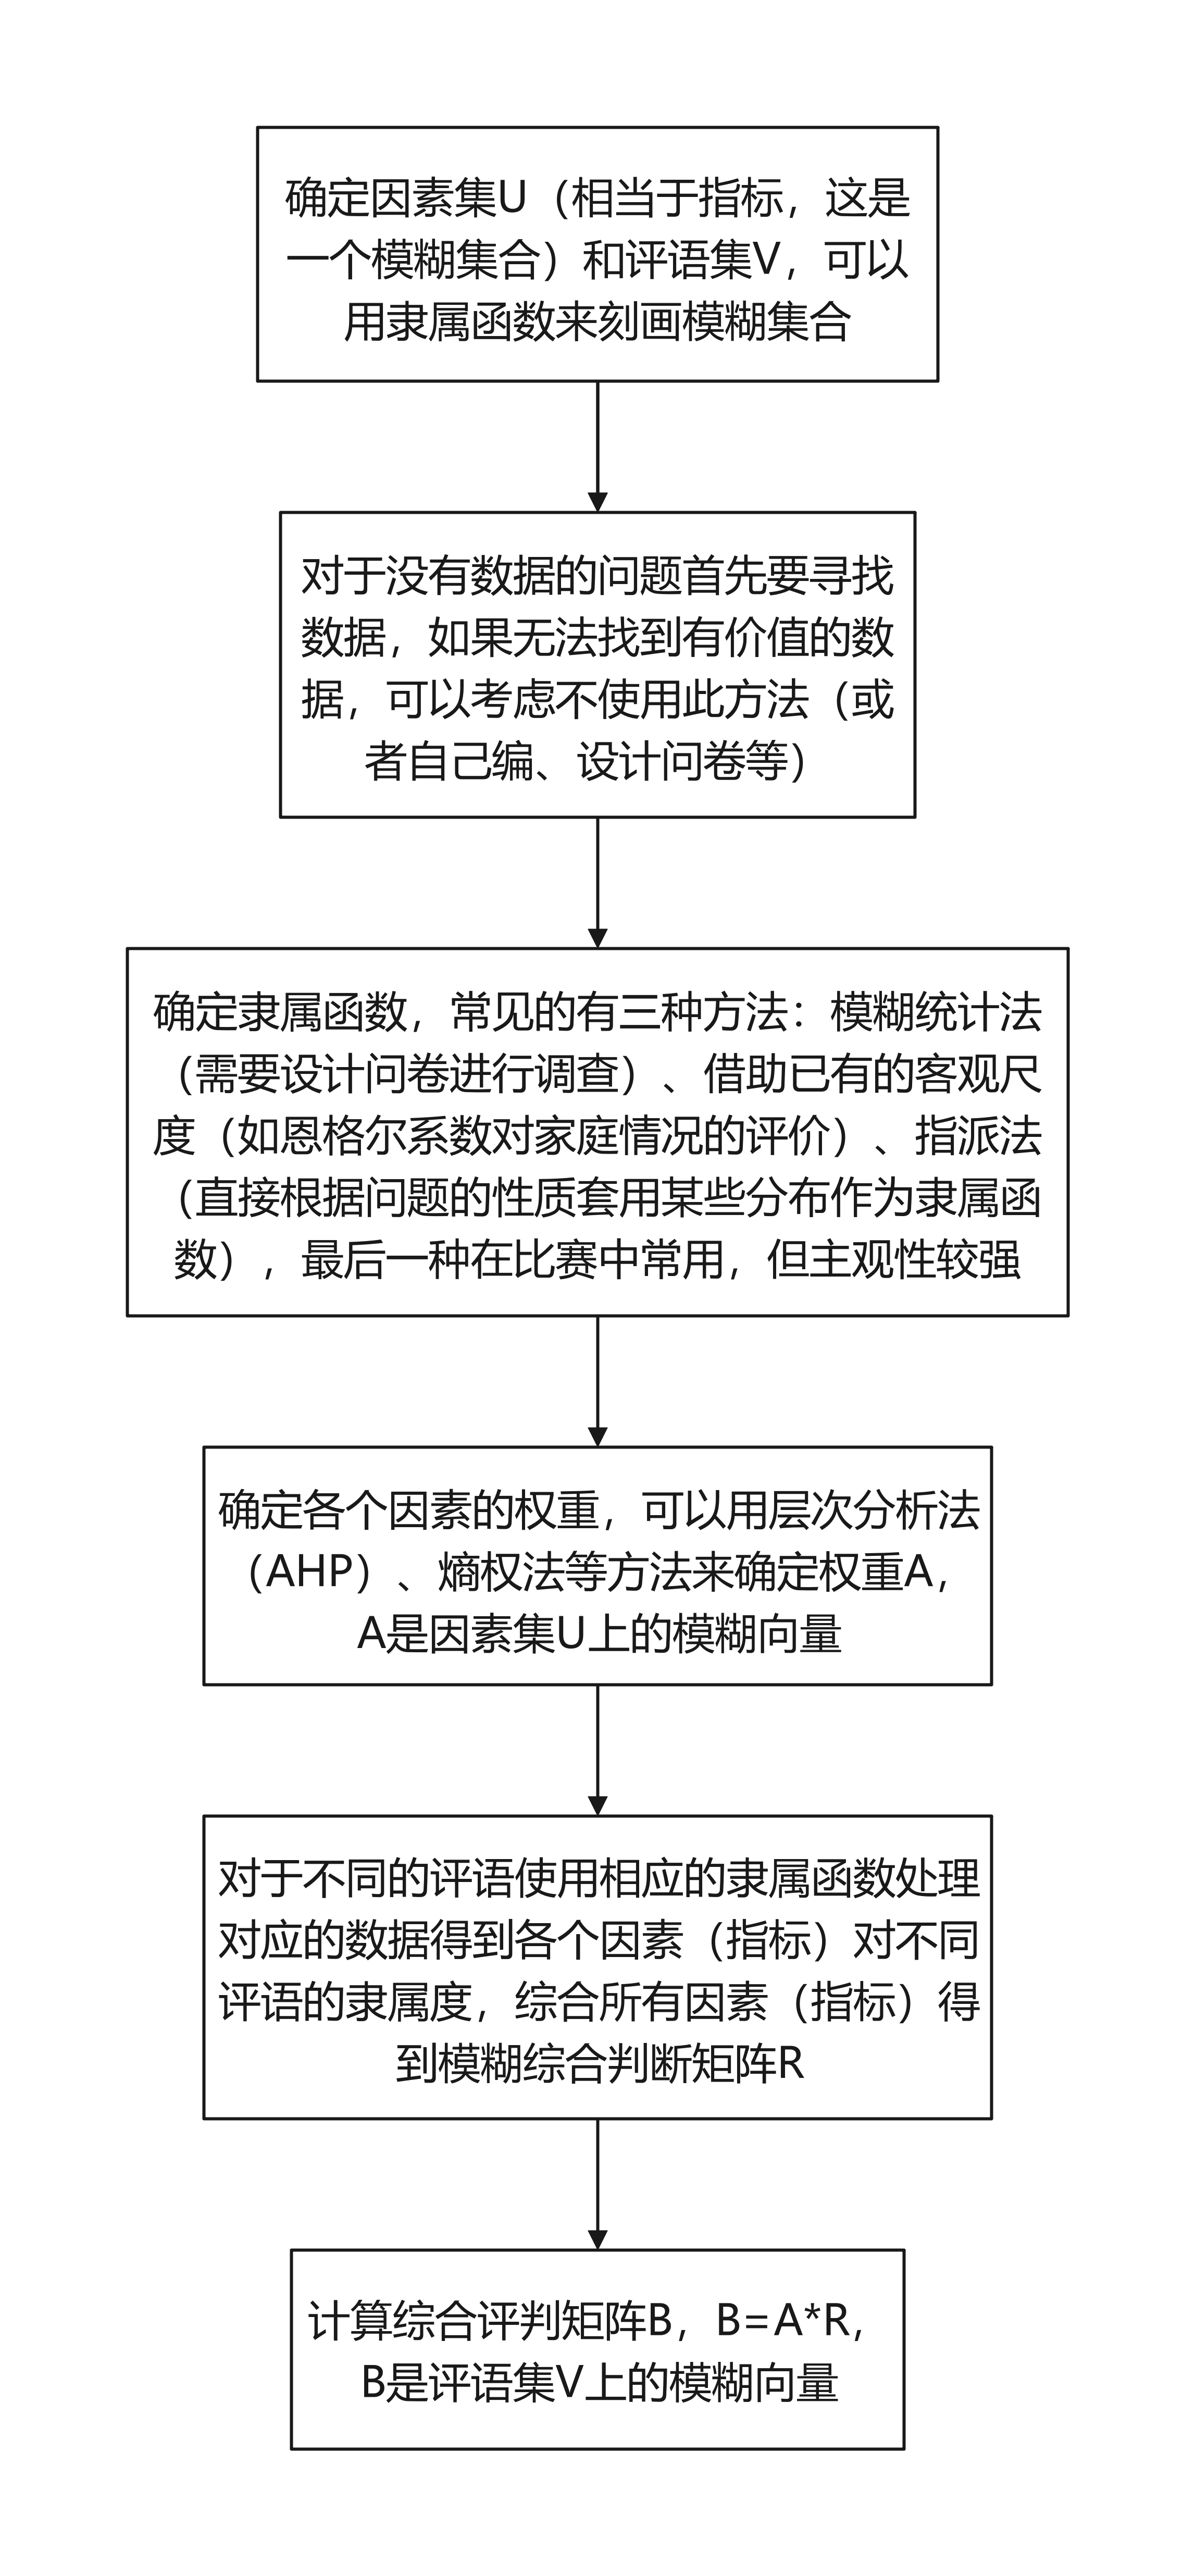 确定因素集U（相当于指标，这是
一个模糊集合）和评语集V，可以
用隶属函数来刻画模糊集合
对于没有数据的问题首先要寻找
数据，如果无法找到有价值的数
据，可以考虑不使用此方法（或
者自己编、设计问卷等）
确定隶属函数，常见的有三种方法：模糊统计法
（需要设计问卷进行调查）、借助已有的客观尺
度（如恩格尔系数对家庭情况的评价）、指派法
（直接根据问题的性质套用某些分布作为隶属函
数），最后一种在比赛中常用，但主观性较强
确定各个因素的权重，可以用层次分析法
（AHP）、熵权法等方法来确定权重A，
A是因素集U上的模糊向量
对于不同的评语使用相应的隶属函数处理
对应的数据得到各个因素（指标）对不同
评语的隶属度，综合所有因素（指标）得
到模糊综合判断矩阵R
计算综合评判矩阵B，B=A*R，
B是评语集V上的模糊向量